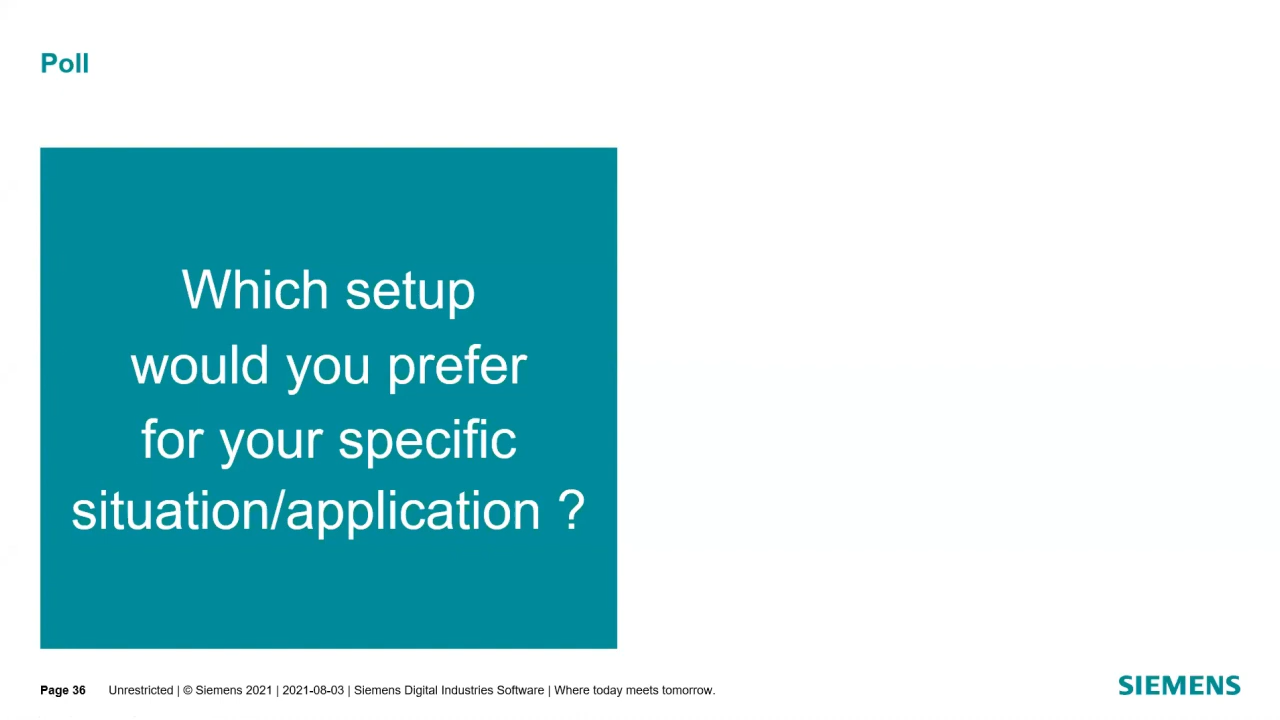 Poll
Which setup
would you prefer
for your specific
situation/application ?
Page 36 Unrestricted | © Siemens 2021 | 2021-08-03 | Siemens Digital Industries Software | Where today meets tomorrow.
SIEMENS